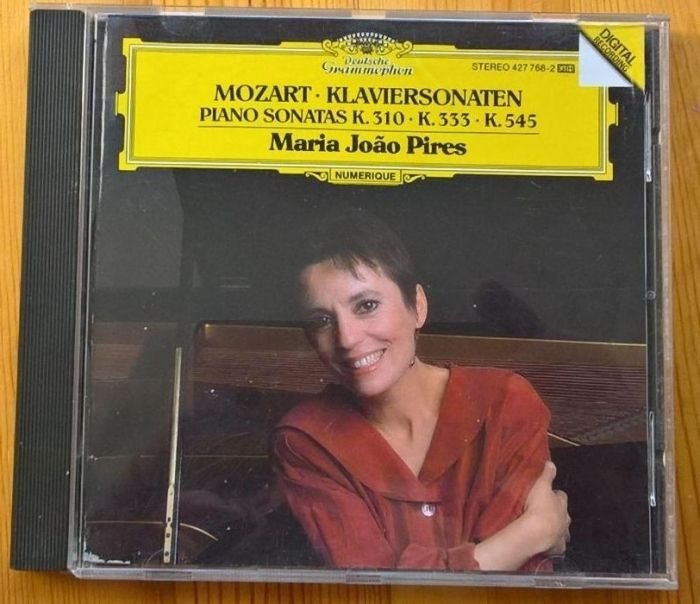 Deutsche
Grammophon
STEREO 427 768-2 GH
DIGITAL
RECORDING
MOZART · KLAVIERSONATEN
PIANO SONATAS K. 310 · K. 333 · K. 545
Maria João Pires
NUMERIQUE